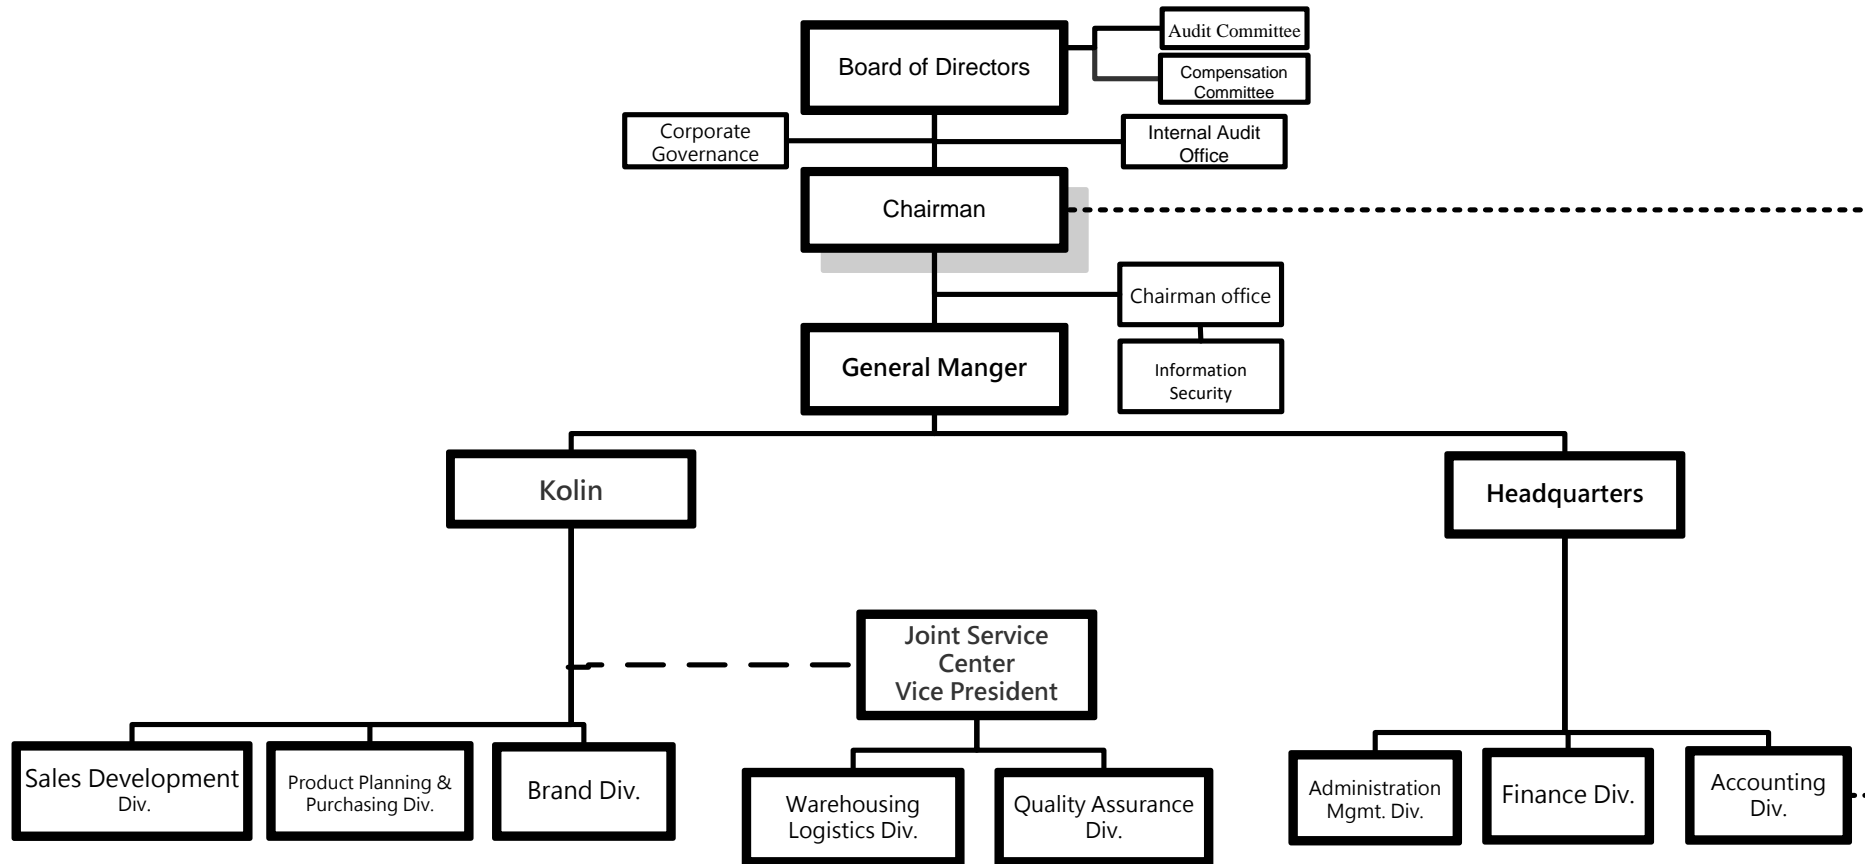 Audit Committee
Board of Directors
Compensation
Committee
Corporate
Governance
Internal Audit
Office
Chairman
Chairman office
General Manger
Information
Security
Kolin
Headquarters
Joint Service
Center
Vice President
Sales Development
Div.
Product Planning &
Purchasing Div.
Brand Div.
Warehousing
Logistics Div.
Quality Assurance
Div.
Administration
Mgmt. Div.
Finance Div.
Accounting
Div.